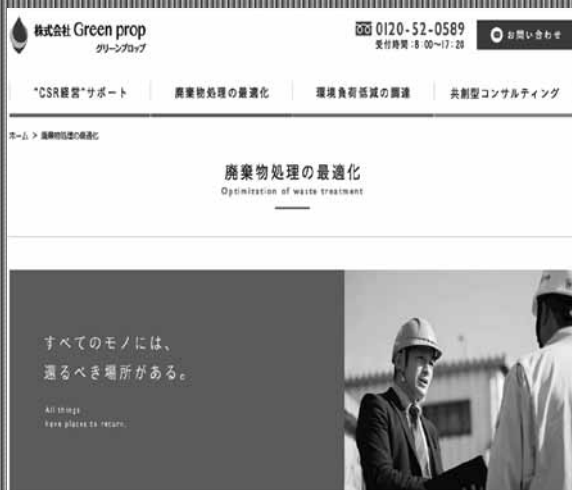 株式会社 Green prop
グリーンプロップ
0120-52-0589
受付時間:8:00〜17:20
お問い合わせ
"CSR経営"サポート
廃棄物処理の最適化
環境負荷低減の調達
共創型コンサルティング
ホーム > 廃棄物処理の最適化
廃棄物処理の最適化
Optimization of waste treatment
すべてのモノには、
還るべき場所がある。
All things
have places to return.